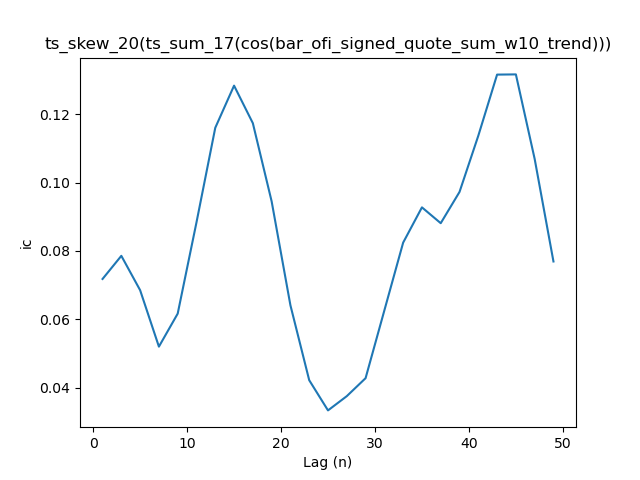 ts_skew_20(ts_sum_17(cos(bar_ofi_signed_quote_sum_w10_trend)))
0.12
0.10
0.08
0.06
0.04
ic
0 10 20 30 40 50
Lag (n)